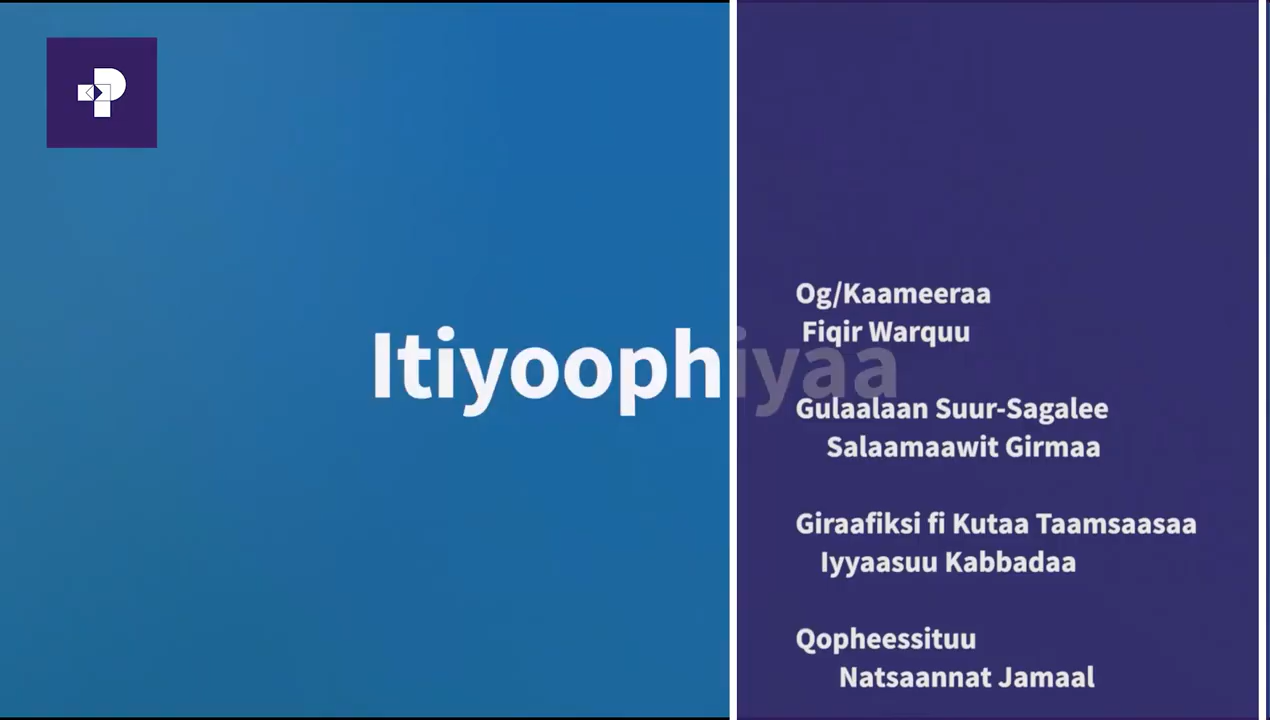 Itiyoophiyaa
Og/Kaameeraa
Fiqir Warquu
Gulaalaan Suur-Sagalee
Salaamaawit Girmaa
Giraafiksi fi Kutaa Taamsaasaa
Iyyaasuu Kabbadaa
Qopheessituu
Natsaannat Jamaal